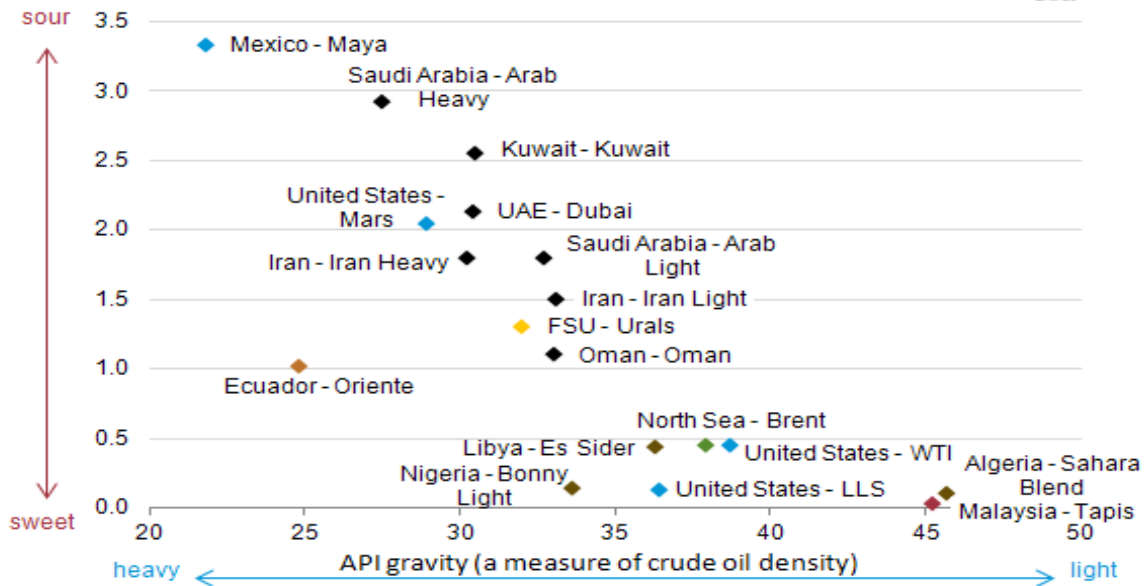 sour
3.5
Mexico - Maya
Saudi Arabia - Arab
Heavy
3.0
Kuwait - Kuwait
2.5
United States -
Mars
UAE - Dubai
2.0
Saudi Arabia - Arab
Light
Iran - Iran Heavy
Iran - Iran Light
1.5
FSU - Urals
Oman - Oman
1.0
Ecuador - Oriente
North Sea - Brent
0.5
Libya - Es Sider
United States - WTI
Nigeria - Bonny
Light
United States - LLS
Algeria - Sahara
Blend
Malaysia - Tapis
0.0
sweet
20 25 30 35 40 45 50
API gravity (a measure of crude oil density)
heavy
light